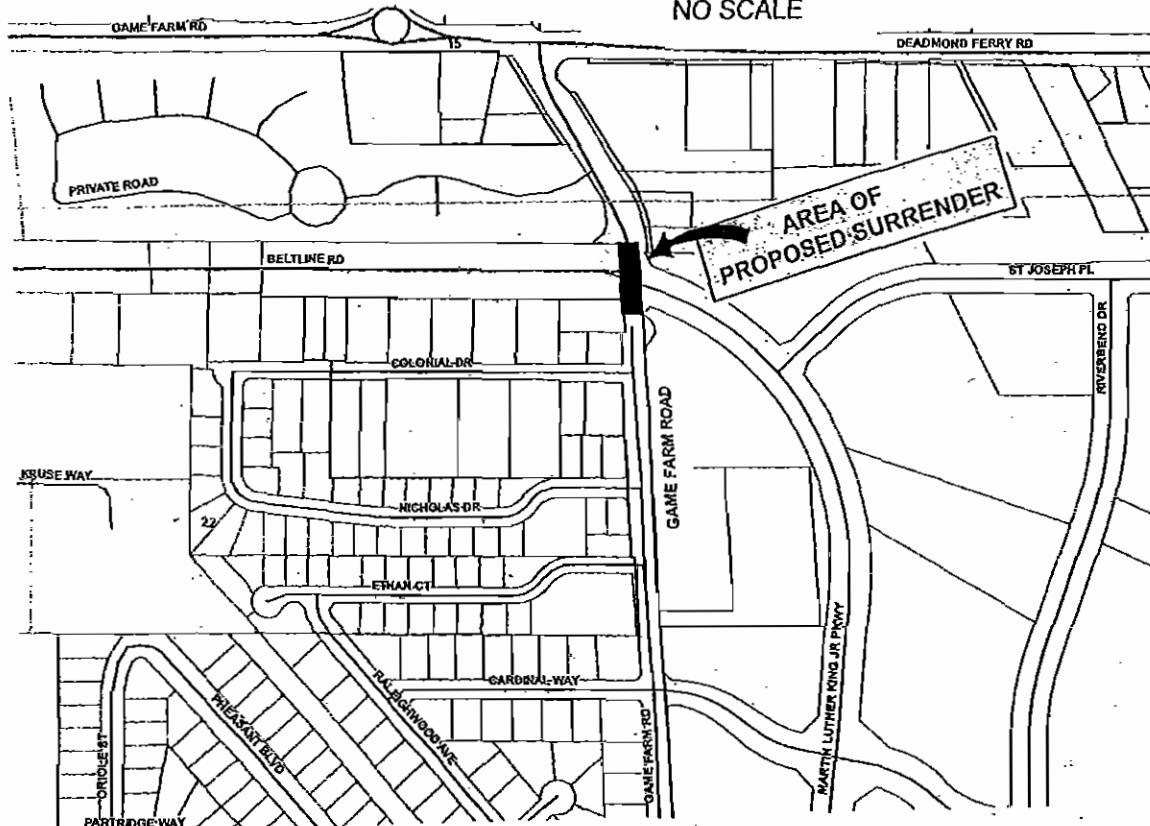 NO SCALE
GAME FARM RD
15
DEADMOND FERRY RD
PRIVATE ROAD
AREA OF
PROPOSED SURRENDER
BELTLINE RD
ST JOSEPH PL
RIVERBEND DR
COLONIAL DR
GAME FARM ROAD
KRUSE WAY
NICHOLAS DR
22
ETHAN CT
MARTIN LUTHER KING JR PKWY
RALEIGHWOOD AVE
CARDINAL WAY
PHEASANT BLVD
GAME FARM RD
ORIOLE ST
PARTRIDGE WAY